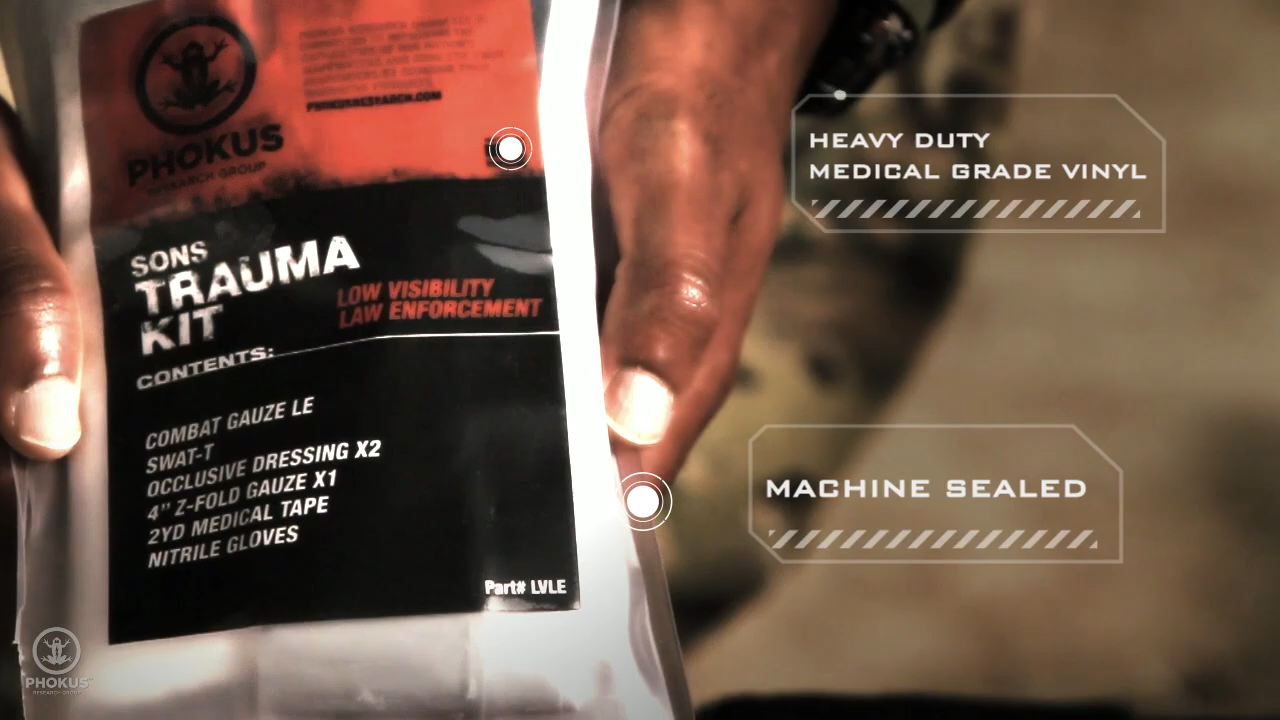 PHOKUS
RESEARCH GROUP
PHOKUSRESEARCH.COM
SONS
TRAUMA
KIT
LOW VISIBILITY
LAW ENFORCEMENT
CONTENTS:
COMBAT GAUZE LE
SWAT-T
OCCLUSIVE DRESSING X2
4" Z-FOLD GAUZE X1
2YD MEDICAL TAPE
NITRILE GLOVES
Part# LVLE
HEAVY DUTY
MEDICAL GRADE VINYL
MACHINE SEALED
PHOKUS
RESEARCH GROUP